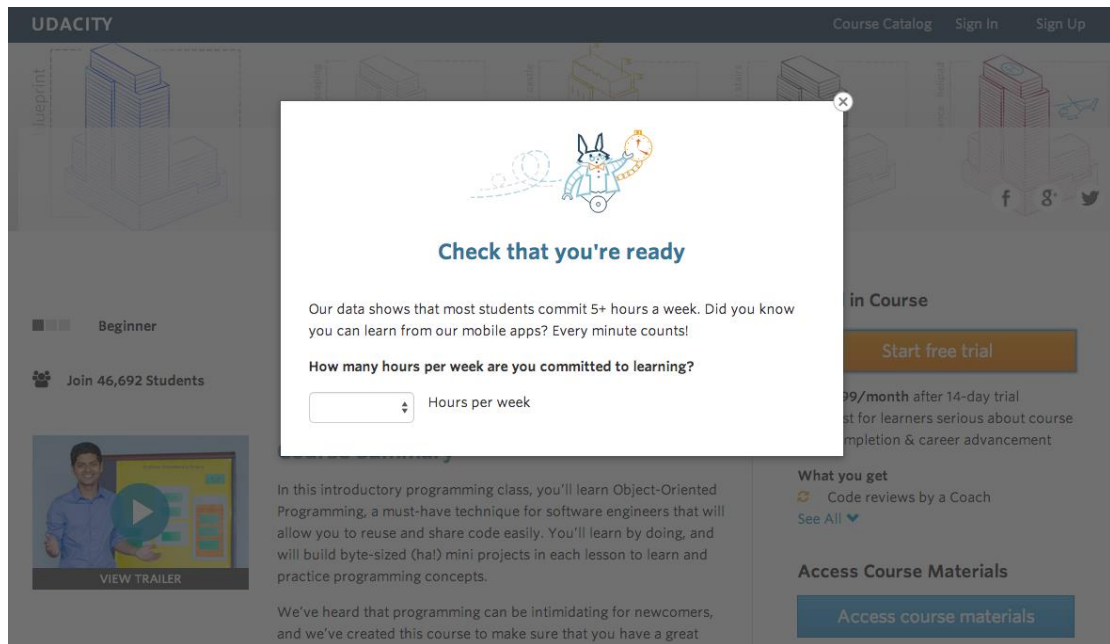 UDACITY
Course Catalog
Sign In
Sign Up
Check that you're ready
Our data shows that most students commit 5+ hours a week. Did you know
you can learn from our mobile apps? Every minute counts!
How many hours per week are you committed to learning?
Hours per week
Beginner
Join 46,692 Students
VIEW TRAILER
In this introductory programming class, you'll learn Object-Oriented
Programming, a must-have technique for software engineers that will
allow you to reuse and share code easily. You'll learn by doing, and
will build byte-sized (ha!) mini projects in each lesson to learn and
practice programming concepts.
We've heard that programming can be intimidating for newcomers,
and we've created this course to make sure that you have a great
in Course
Start free trial
99/month after 14-day trial
for learners serious about course
& career advancement
What you get
Code reviews by a Coach
See All
Access Course Materials
Access course materials